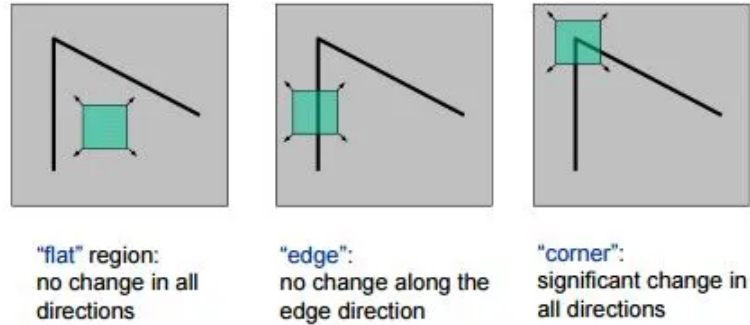 “flat” region:
no change in all
directions
“edge”:
no change along the
edge direction
“corner”:
significant change in
all directions